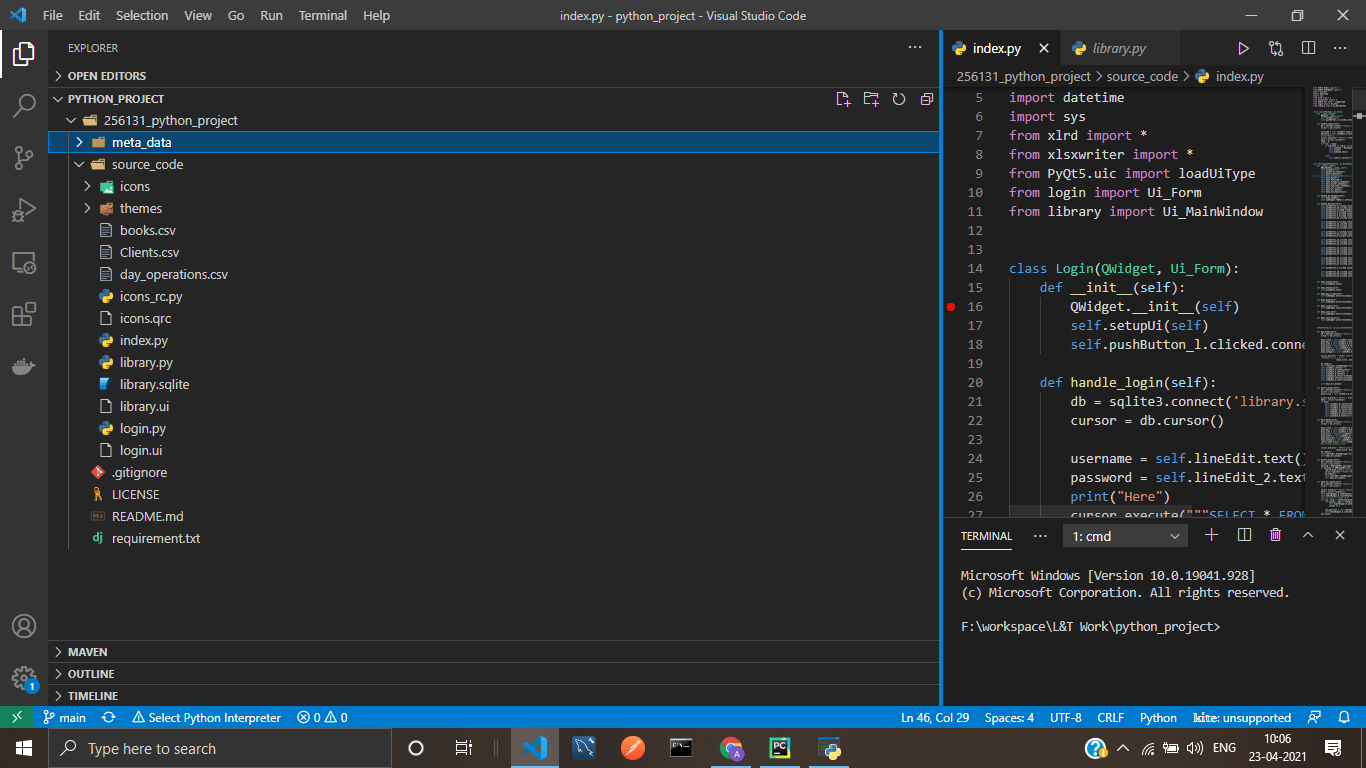 File Edit Selection View Go Run Terminal Help
index.py - python_project - Visual Studio Code
EXPLORER
OPEN EDITORS
PYTHON_PROJECT
256131_python_project
meta_data
source_code
icons
themes
books.csv
Clients.csv
day_operations.csv
icons_rc.py
icons.qrc
index.py
library.py
library.sqlite
library.ui
login.py
login.ui
.gitignore
LICENSE
README.md
requirement.txt
MAVEN
OUTLINE
TIMELINE
index.py
library.py
256131_python_project > source_code > index.py
5 import datetime
6 import sys
7 from xlrd import *
8 from xlsxwriter import *
9 from PyQt5.uic import loadUiType
10 from login import Ui_Form
11 from library import Ui_MainWindow
12
13
14 class Login(QWidget, Ui_Form):
15 def __init__(self):
16 QWidget.__init__(self)
17 self.setupUi(self)
18 self.pushButton_l.clicked.conne
19
20 def handle_login(self):
21 db = sqlite3.connect('library.s
22 cursor = db.cursor()
23
24 username = self.lineEdit.text()
25 password = self.lineEdit_2.text
26 print("Here")
27 cursor.execute("""SELECT * FROM
TERMINAL
1: cmd
Microsoft Windows [Version 10.0.19041.928]
(c) Microsoft Corporation. All rights reserved.
F:\workspace\L&T Work\python_project>
1
main
Select Python Interpreter
0 0
Ln 46, Col 29
Spaces: 4
UTF-8
CRLF
Python
kite: unsupported
Type here to search
A
PC
ENG
10:06
23-04-2021